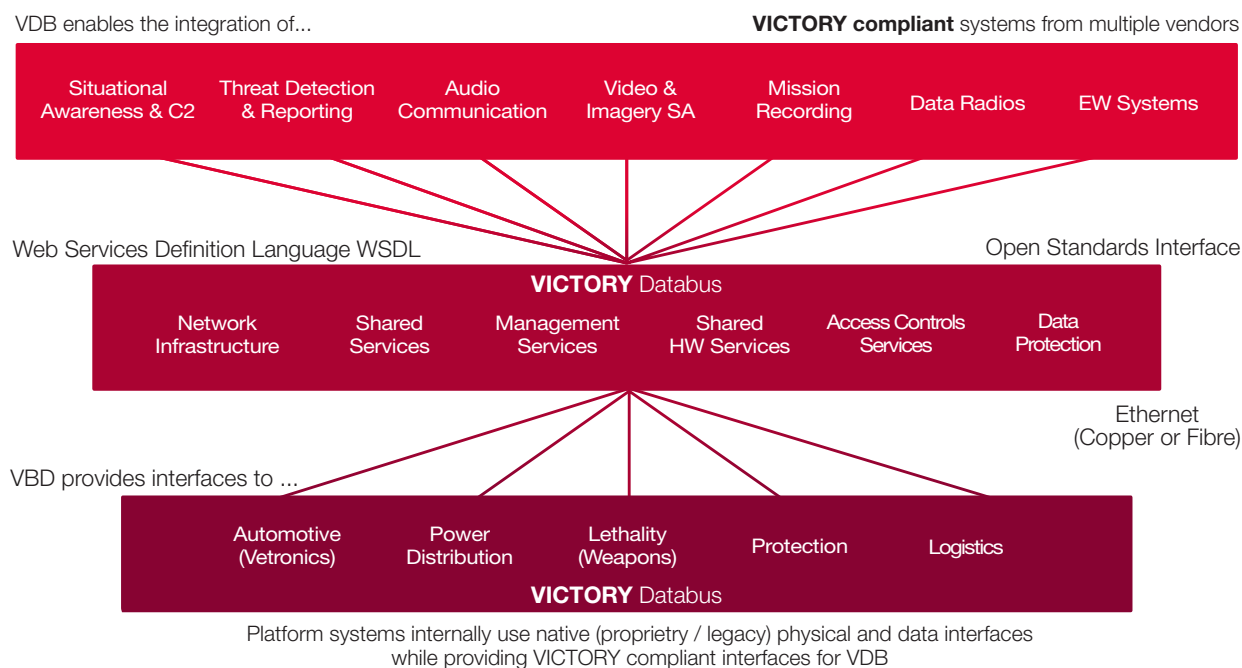 VDB enables the integration of...
VICTORY compliant systems from multiple vendors
Situational
Awareness & C2
Threat Detection
& Reporting
Audio
Communication
Video &
Imagery SA
Mission
Recording
Data Radios
EW Systems
Web Services Definition Language WSDL
Open Standards Interface
VICTORY Databus
Network
Infrastructure
Shared
Services
Management
Services
Shared
HW Services
Access Controls
Services
Data
Protection
Ethernet
(Copper or Fibre)
VBD provides interfaces to ...
Automotive
(Vetronics)
Power
Distribution
Lethality
(Weapons)
Protection
Logistics
VICTORY Databus
Platform systems internally use native (proprietry / legacy) physical and data interfaces
while providing VICTORY compliant interfaces for VDB